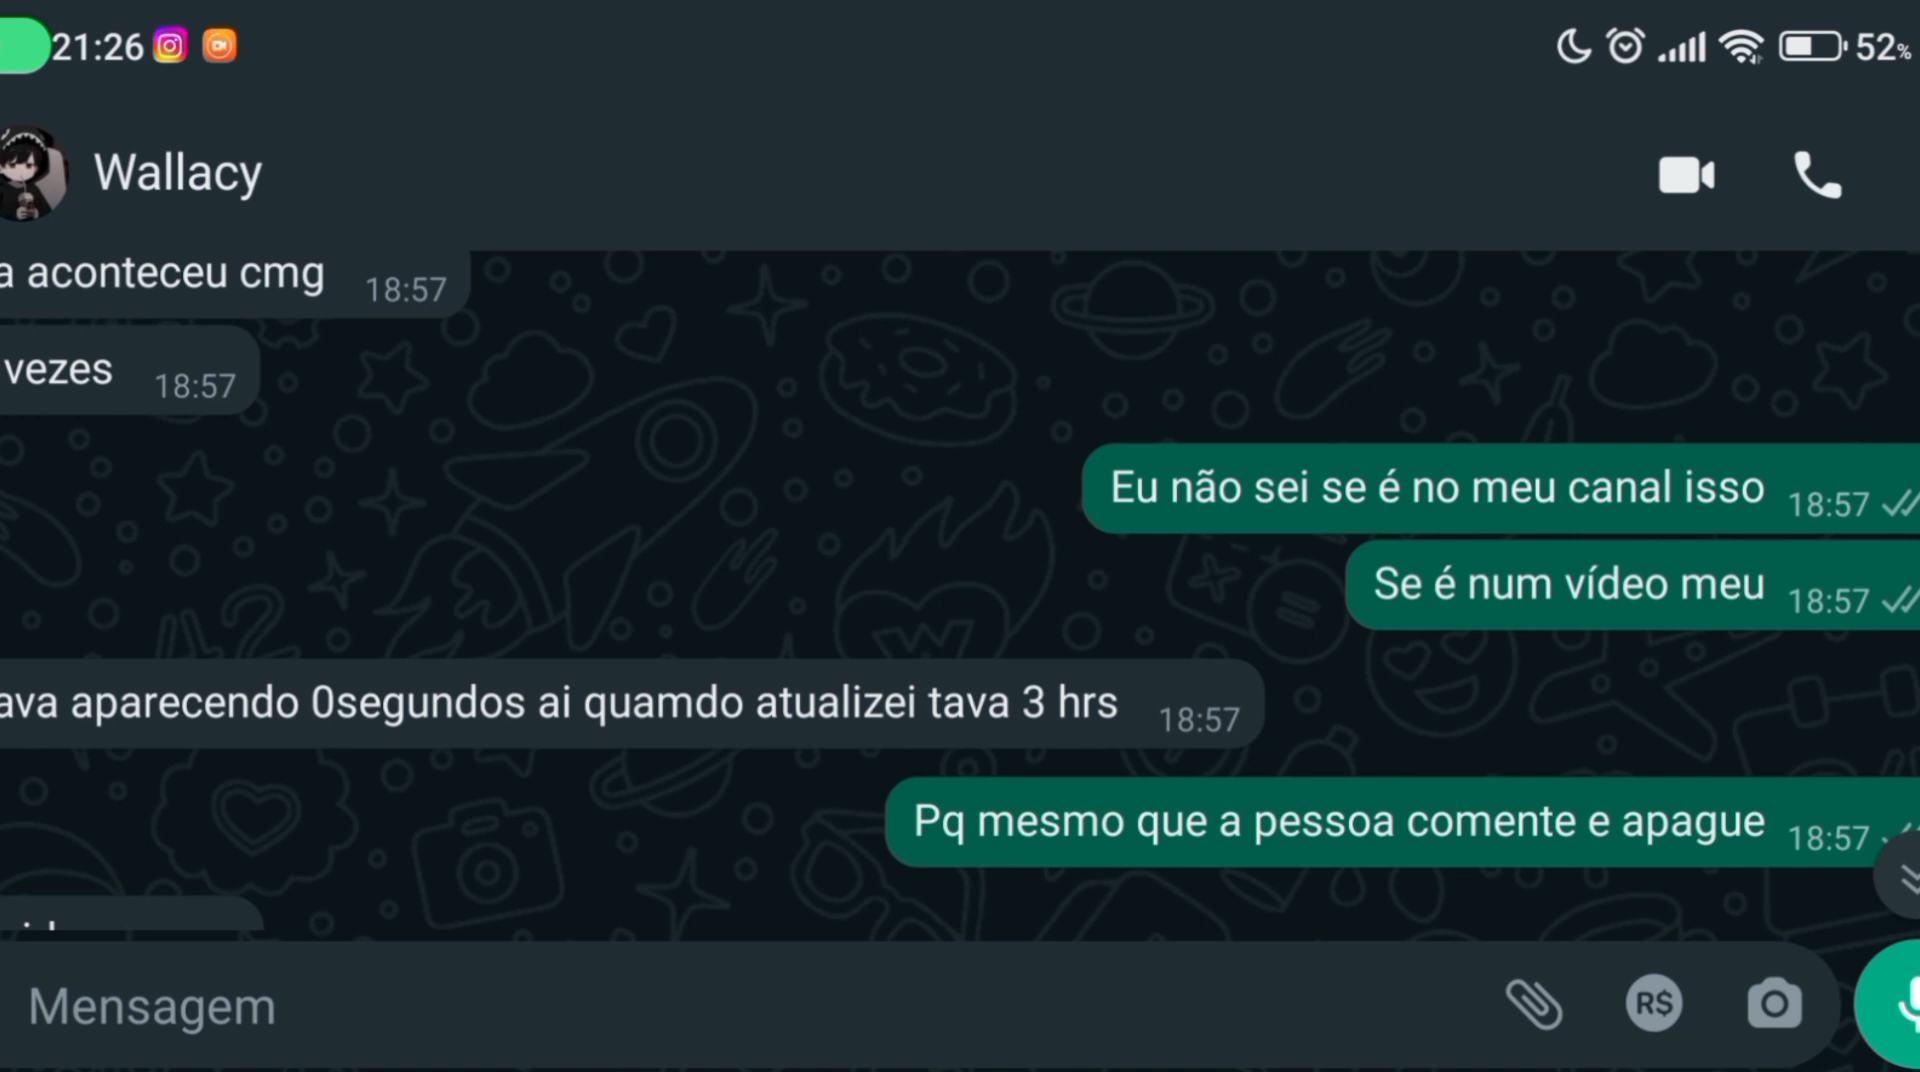 21:26
52%
Wallacy
a aconteceu cmg 18:57
vezes 18:57
Eu não sei se é no meu canal isso 18:57
Se é num vídeo meu 18:57
ava aparecendo 0segundos ai quamdo atualizei tava 3 hrs 18:57
Pq mesmo que a pessoa comente e apague 18:57
Mensagem
R$